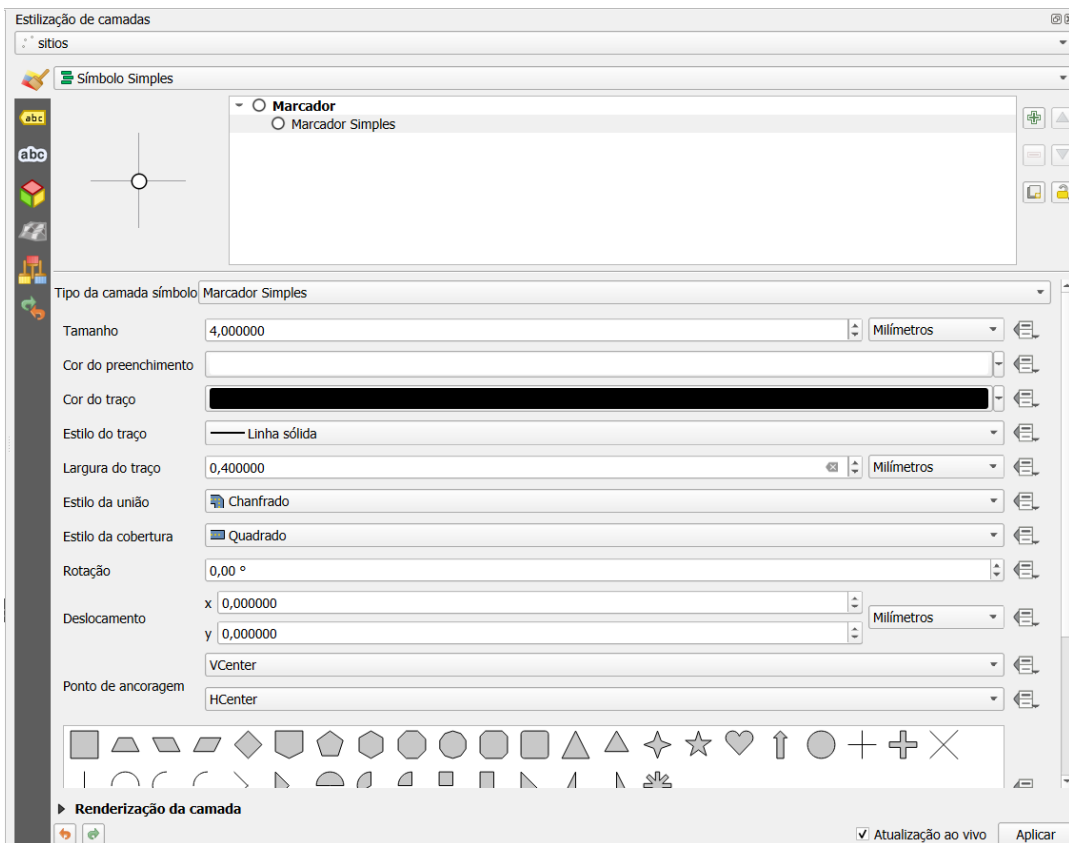 Estilização de camadas
sitios
Símbolo Simples
abc
abc
Marcador
Marcador Simples
Tipo da camada símbolo Marcador Simples
Tamanho 4,000000 Milímetros
Cor do preenchimento
Cor do traço
Estilo do traço Linha sólida
Largura do traço 0,400000 Milímetros
Estilo da união Chanfrado
Estilo da cobertura Quadrado
Rotação 0,00 °
Deslocamento x 0,000000 Milímetros
y 0,000000
Ponto de ancoragem VCenter
HCenter
Renderização da camada
Atualização ao vivo Aplicar